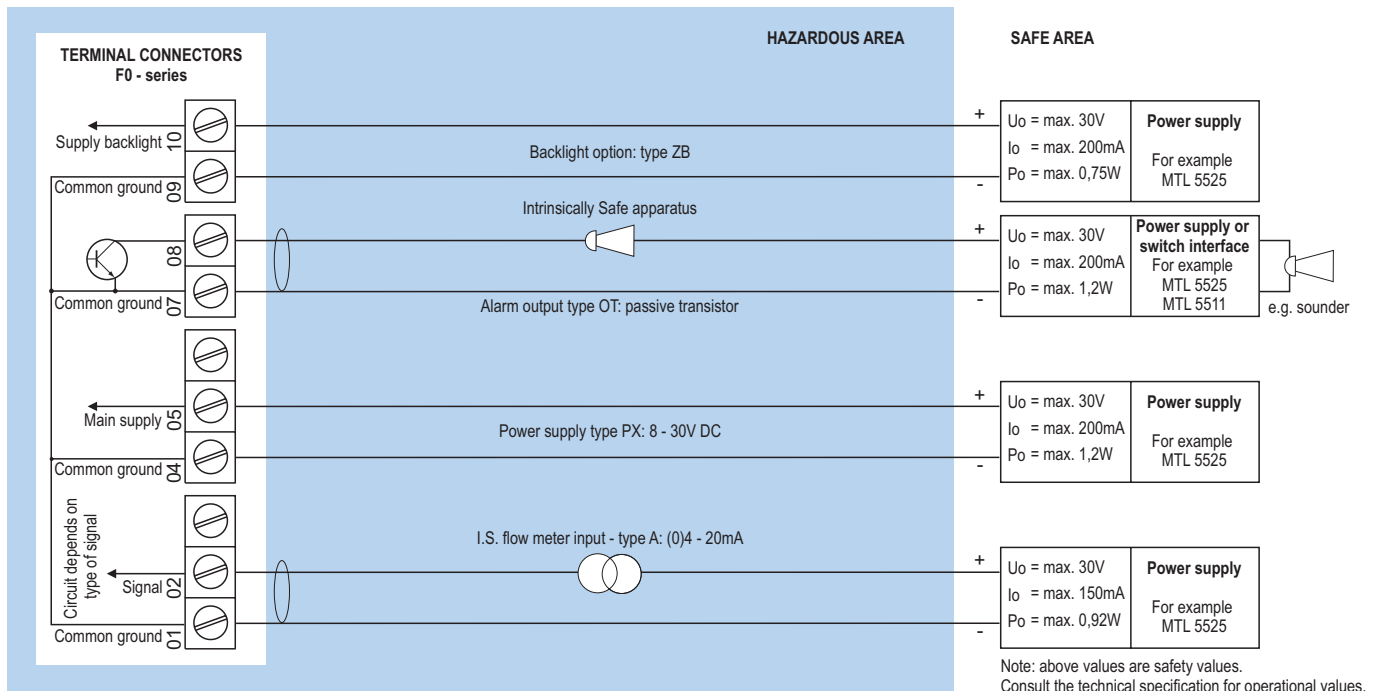 HAZARDOUS AREA
SAFE AREA
TERMINAL CONNECTORS
F0 - series
Supply backlight
10
Common ground
09
Backlight option: type ZB
+
-
Uo = max. 30V
Io = max. 200mA
Po = max. 0,75W
Power supply
For example
MTL 5525
08
Common ground
07
Intrinsically Safe apparatus
Alarm output type OT: passive transistor
+
-
Uo = max. 30V
Io = max. 200mA
Po = max. 1,2W
Power supply or
switch interface
For example
MTL 5525
MTL 5511
e.g. sounder
Main supply
05
Common ground
04
Power supply type PX: 8 - 30V DC
+
-
Uo = max. 30V
Io = max. 200mA
Po = max. 1,2W
Power supply
For example
MTL 5525
Circuit depends on
type of signal
Signal
02
Common ground
01
I.S. flow meter input - type A: (0)4 - 20mA
+
-
Uo = max. 30V
Io = max. 150mA
Po = max. 0,92W
Power supply
For example
MTL 5525
Note: above values are safety values.
Consult the technical specification for operational values.